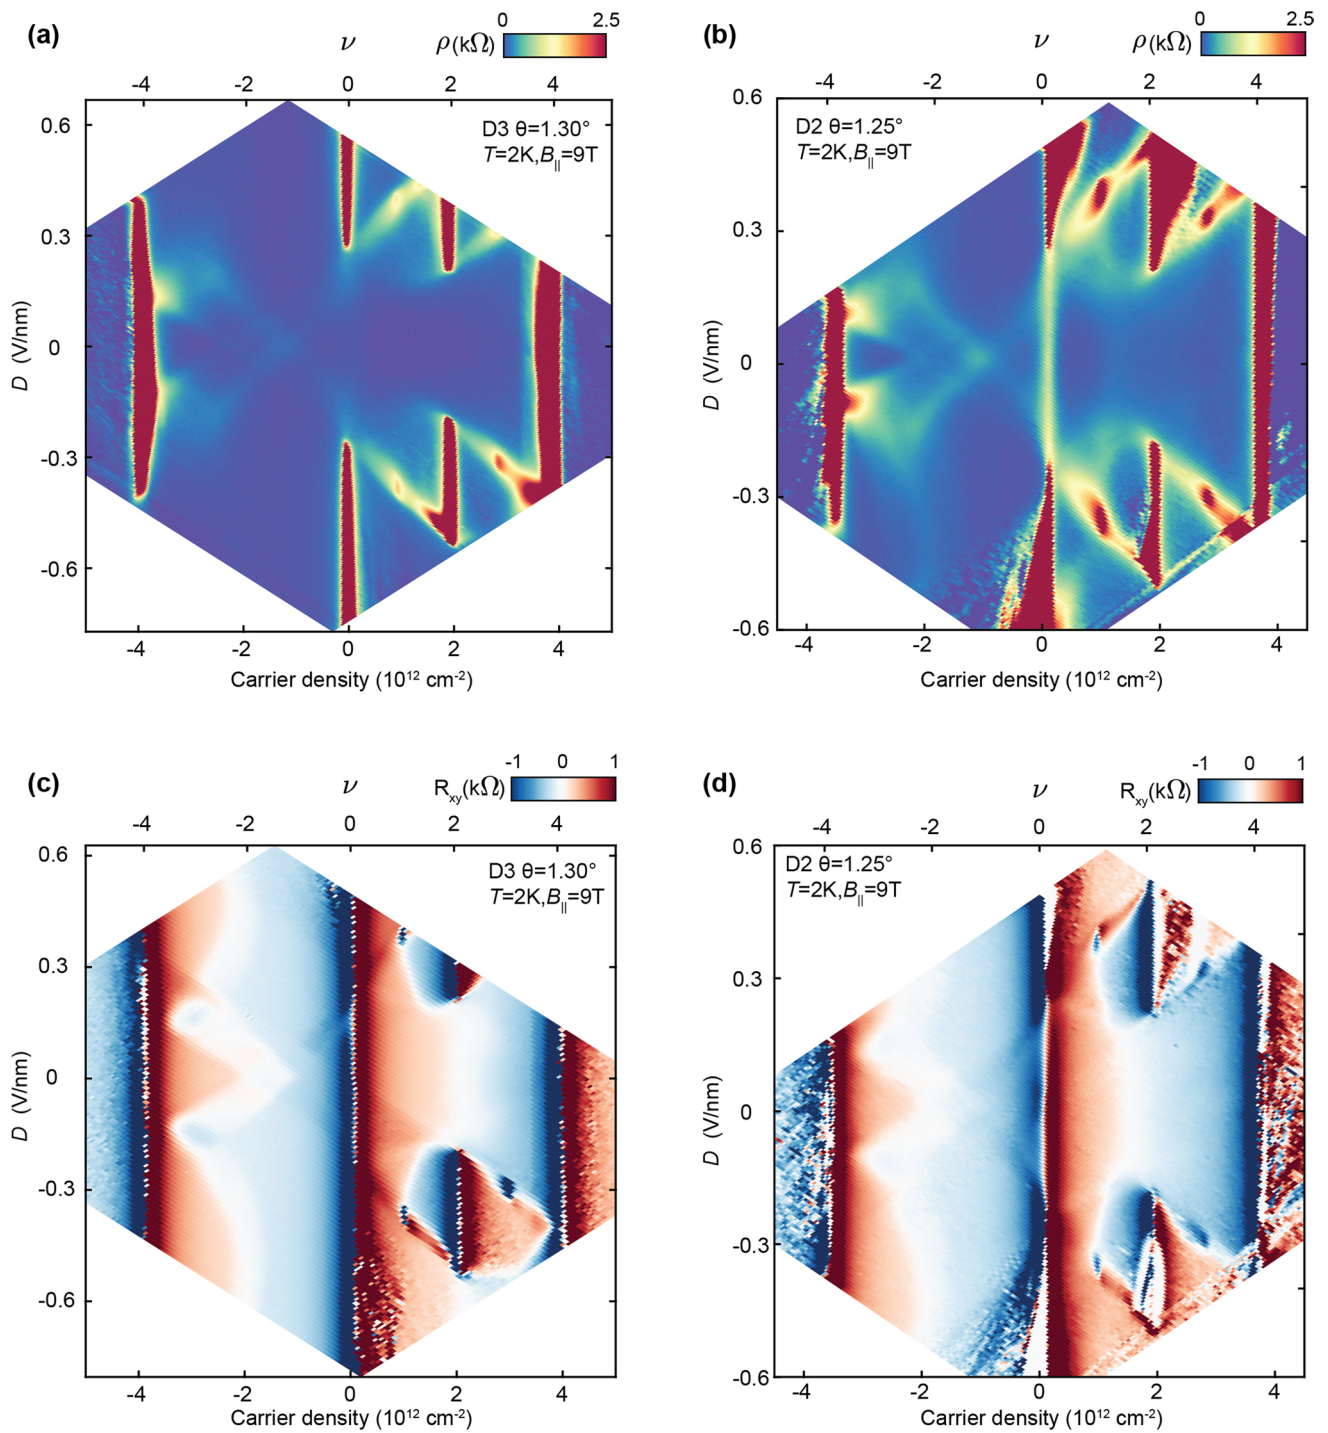 (a)
ν
ρ(kΩ)
0 2.5
-4 -2 0 2 4
D3 θ=1.30°
T=2K,B||=9T
D (V/nm)
0.6
0.3
0
-0.3
-0.6
-4 -2 0 2 4
Carrier density (10¹² cm⁻²)
(b)
ν
ρ(kΩ)
0 2.5
-4 -2 0 2 4
D2 θ=1.25°
T=2K,B||=9T
D (V/nm)
0.6
0.3
0
-0.3
-0.6
-4 -2 0 2 4
Carrier density (10¹² cm⁻²)
(c)
ν
Rxy(kΩ)
-1 0 1
-4 -2 0 2 4
D3 θ=1.30°
T=2K,B||=9T
D (V/nm)
0.6
0.3
0
-0.3
-0.6
-4 -2 0 2 4
Carrier density (10¹² cm⁻²)
(d)
ν
Rxy(kΩ)
-1 0 1
-4 -2 0 2 4
D2 θ=1.25°
T=2K,B||=9T
D (V/nm)
0.6
0.3
0
-0.3
-0.6
-4 -2 0 2 4
Carrier density (10¹² cm⁻²)